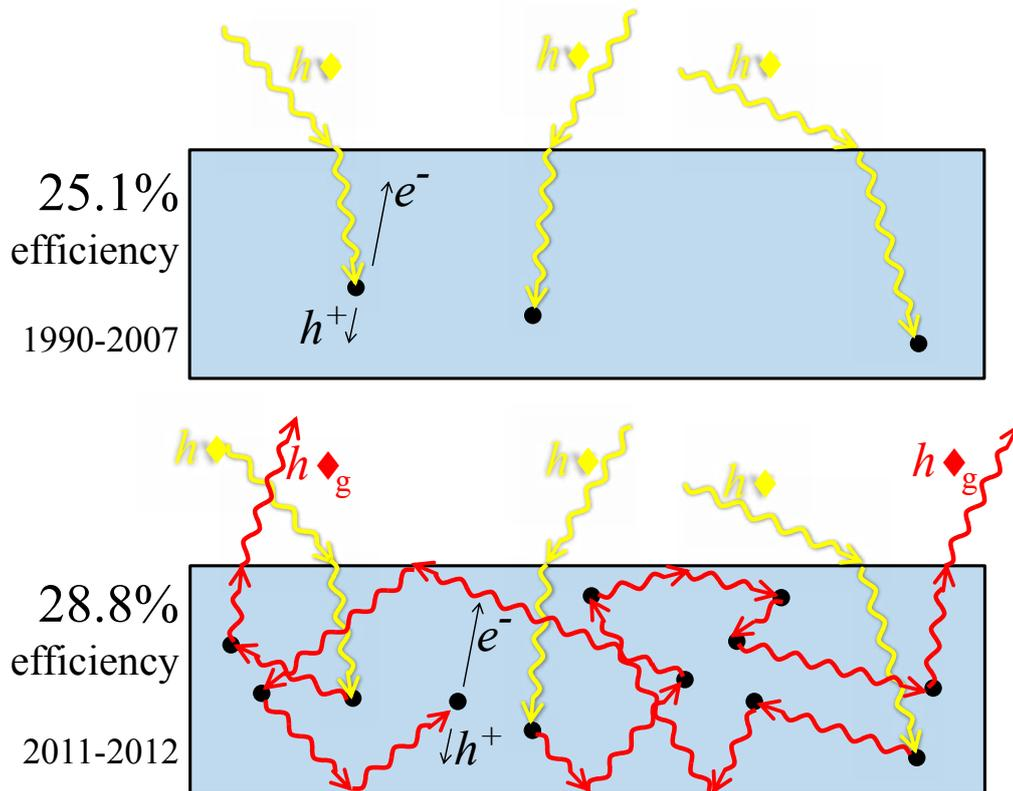 h♦ h♦ h♦
25.1%
efficiency
e-
h+
1990-2007
h♦ h♦g h♦ h♦ h♦g
28.8%
efficiency
e-
h+
2011-2012